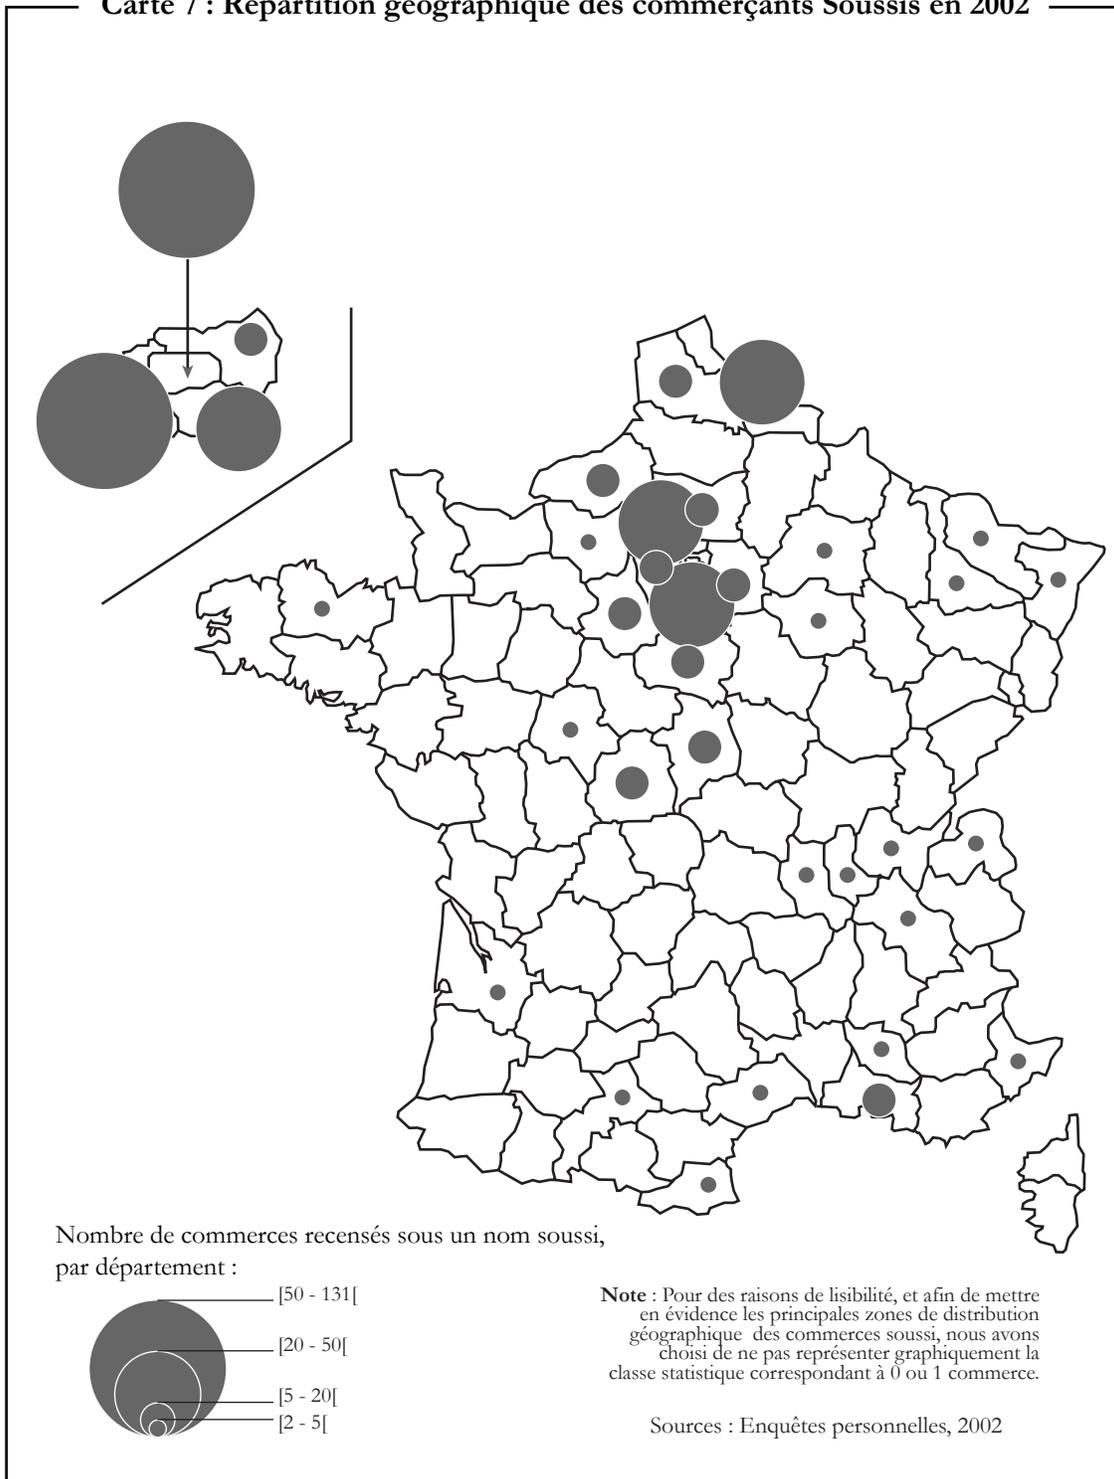 Carte 7 : Répartition géographique des commerçants Soussis en 2002
Nombre de commerces recensés sous un nom soussi,
par département :
[50 - 131[
[20 - 50[
[5 - 20[
[2 - 5[
Note : Pour des raisons de lisibilité, et afin de mettre
en évidence les principales zones de distribution
géographique des commerces soussi, nous avons
choisi de ne pas représenter graphiquement la
classe statistique correspondant à 0 ou 1 commerce.
Sources : Enquêtes personnelles, 2002